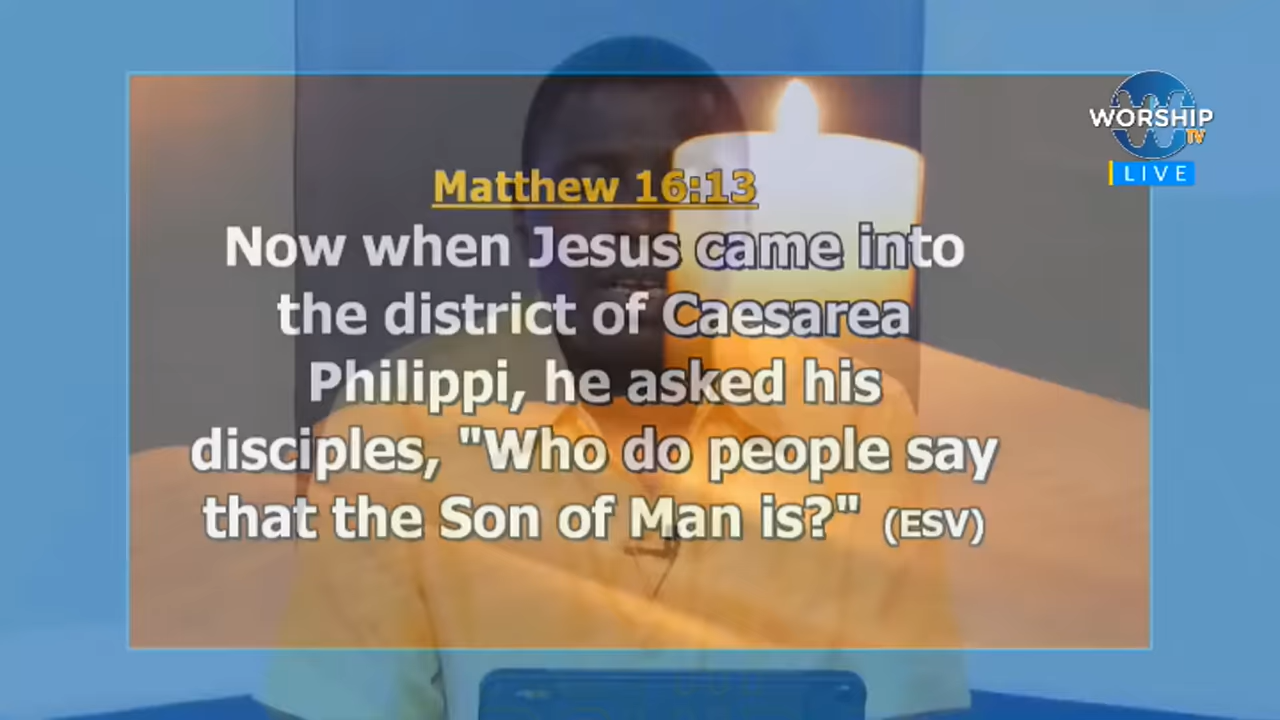 WORSHIP
TV
LIVE
Matthew 16:13
Now when Jesus came into
the district of Caesarea
Philippi, he asked his
disciples, "Who do people say
that the Son of Man is?" (ESV)